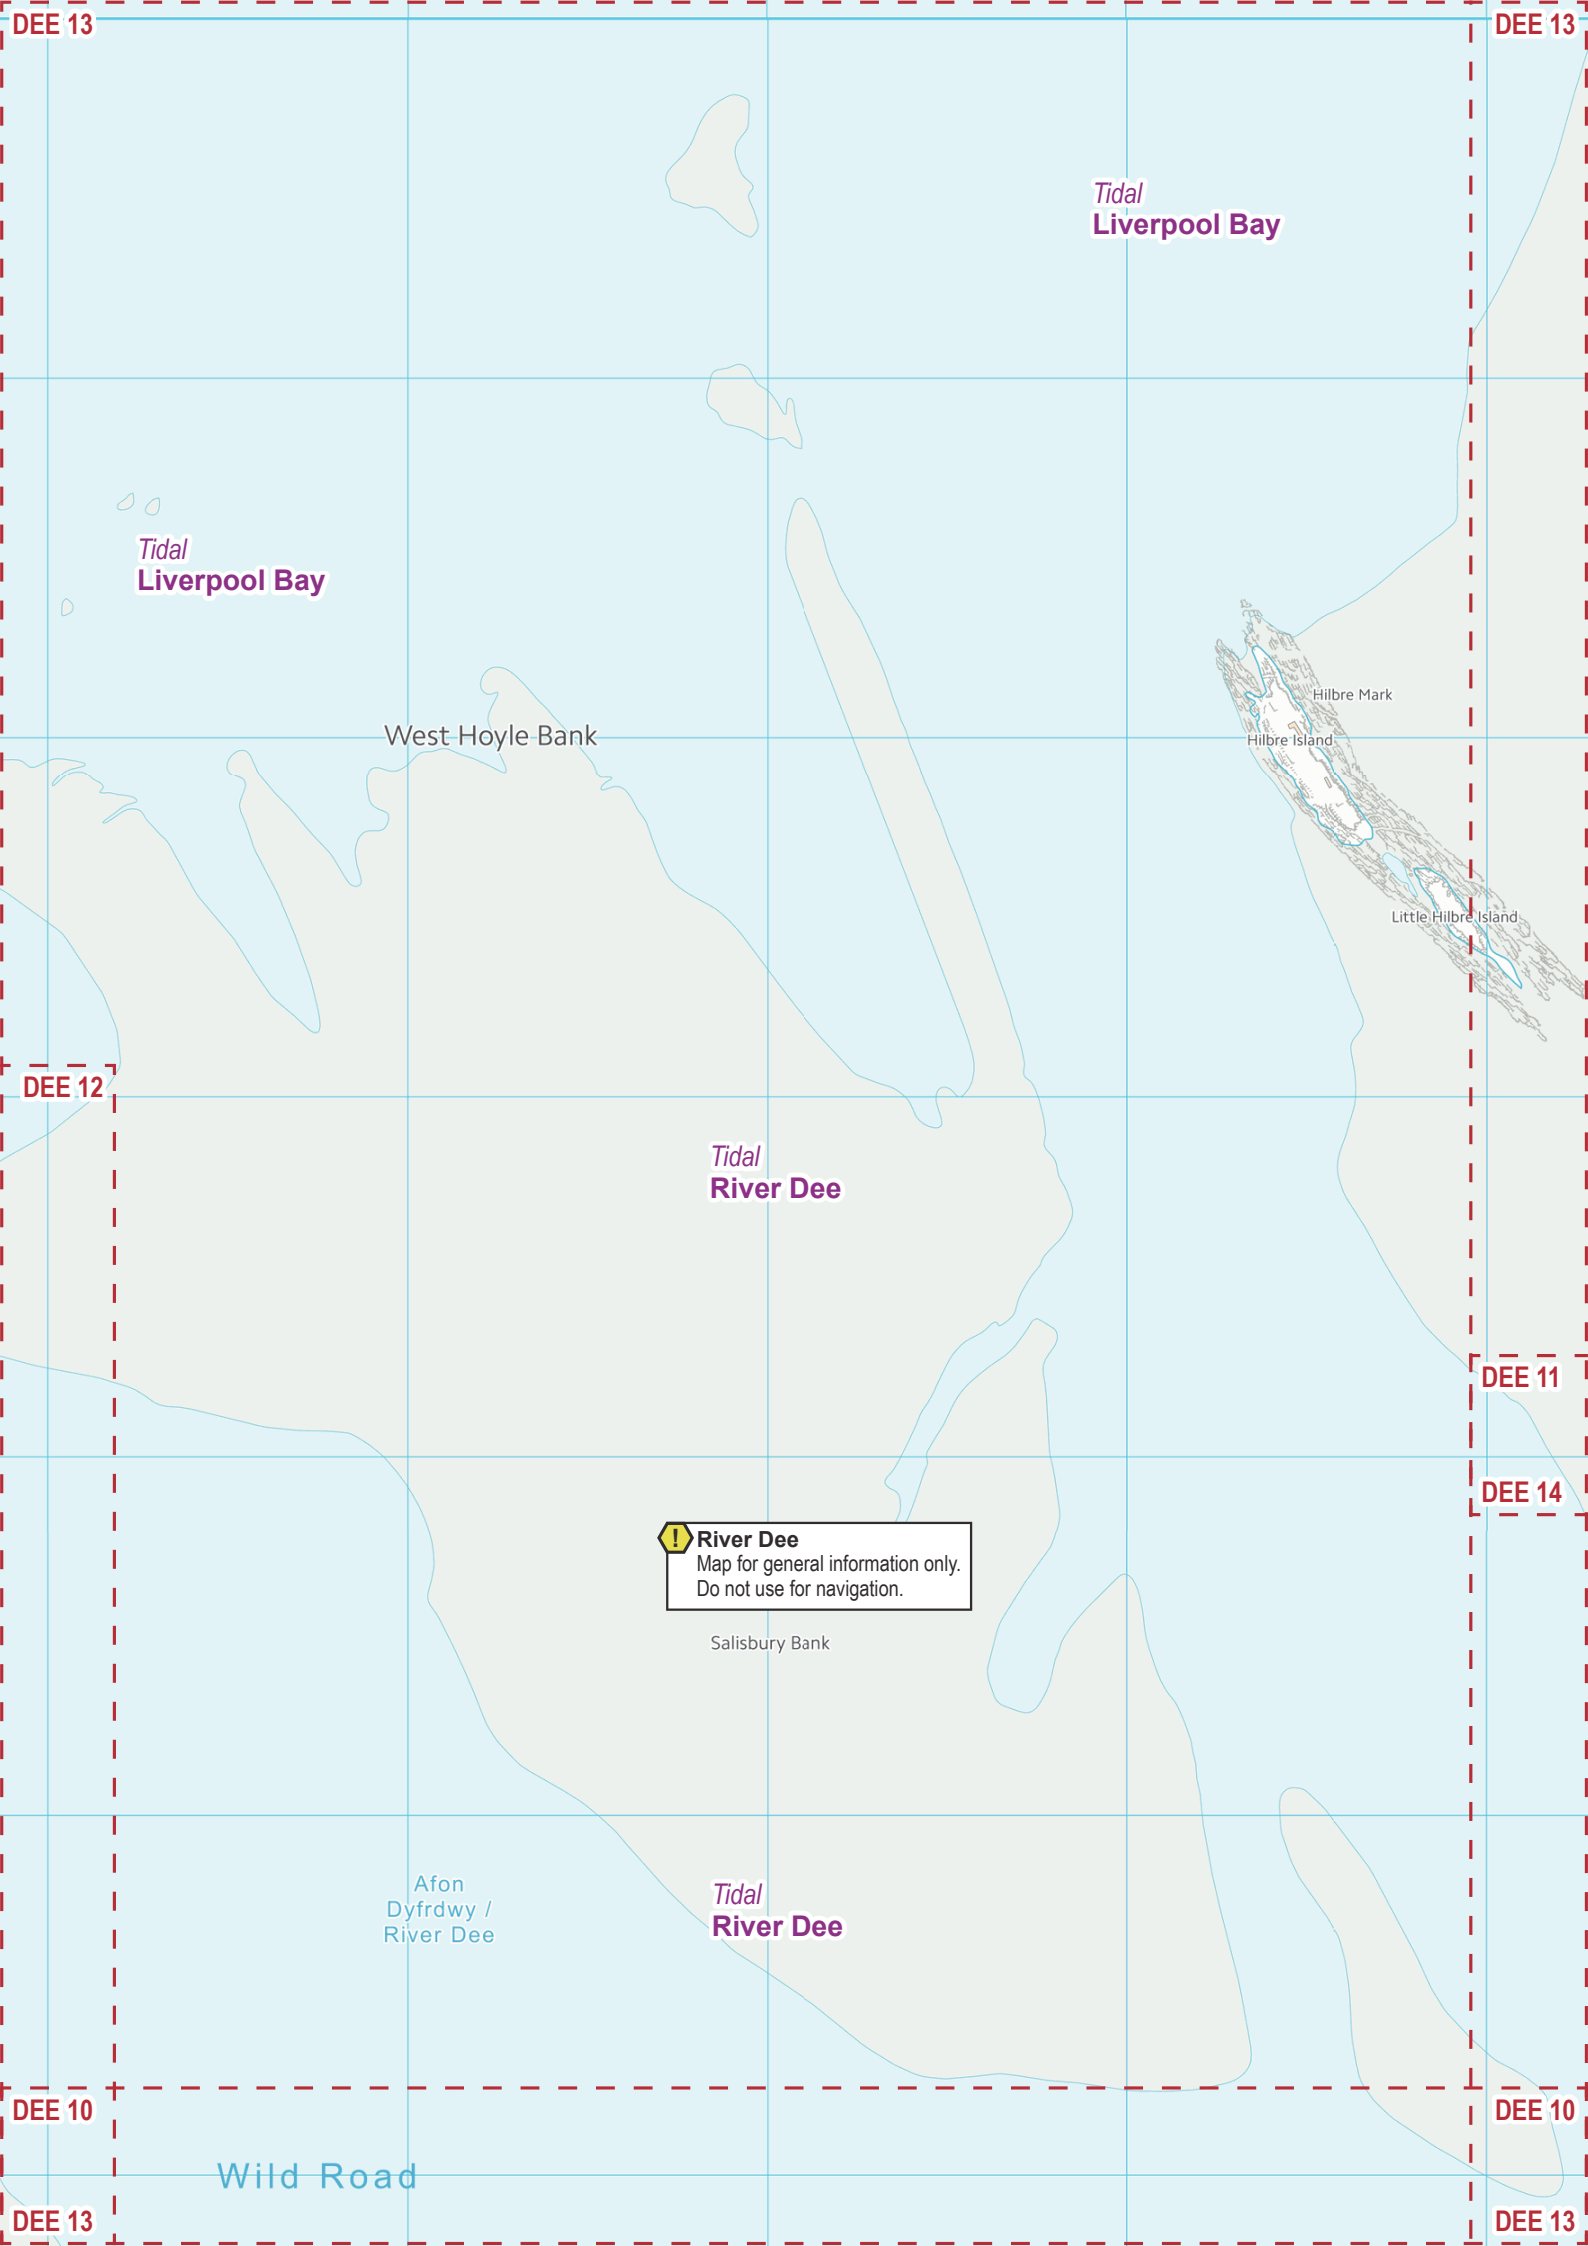 DEE 13
DEE 13
Tidal
Liverpool Bay
Tidal
Liverpool Bay
Hilbre Mark
West Hoyle Bank
Hilbre Island
Little Hilbre Island
DEE 12
Tidal
River Dee
DEE 11
DEE 14
! River Dee
Map for general information only.
Do not use for navigation.
Salisbury Bank
Afon
Dyfrdwy /
River Dee
Tidal
River Dee
DEE 10
DEE 10
Wild Road
DEE 13
DEE 13